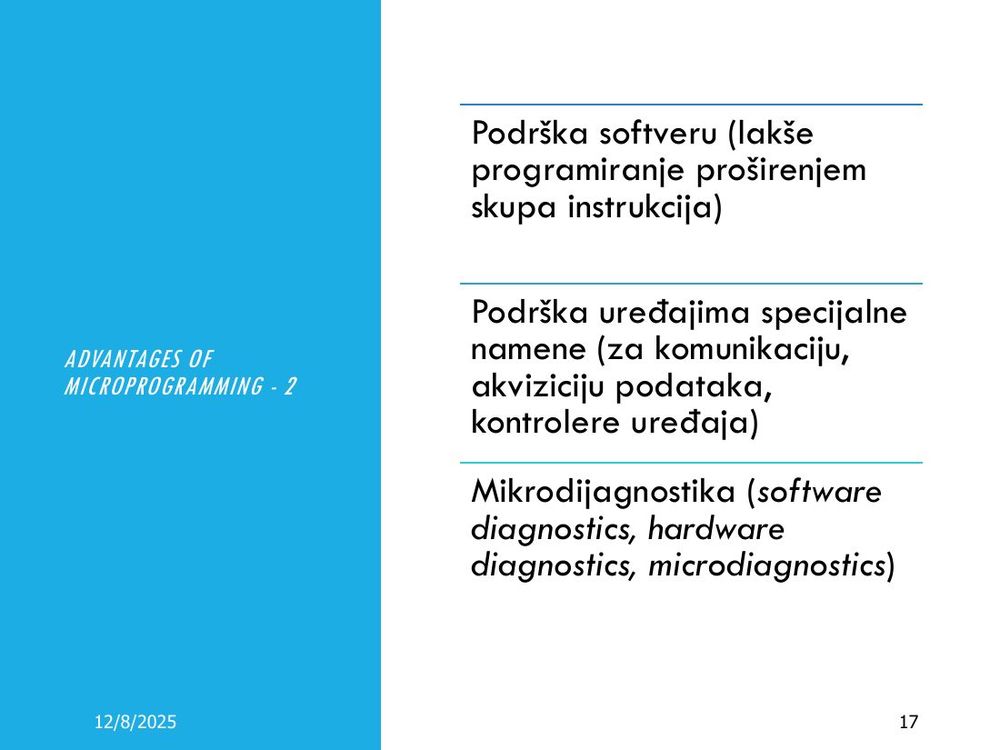 ADVANTAGES OF
MICROPROGRAMMING - 2
Podrška softveru (lakše
programiranje proširenjem
skupa instrukcija)
Podrška uređajima specijalne
namene (za komunikaciju,
akviziciju podataka,
kontrolere uređaja)
Mikrodijagnostika (software
diagnostics, hardware
diagnostics, microdiagnostics)
12/8/2025
17